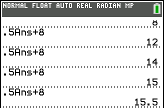 NORMAL FLOAT AUTO REAL RADIAN MP
8
.5Ans+8
12
.5Ans+8
14
.5Ans+8
15
.5Ans+8
15.5